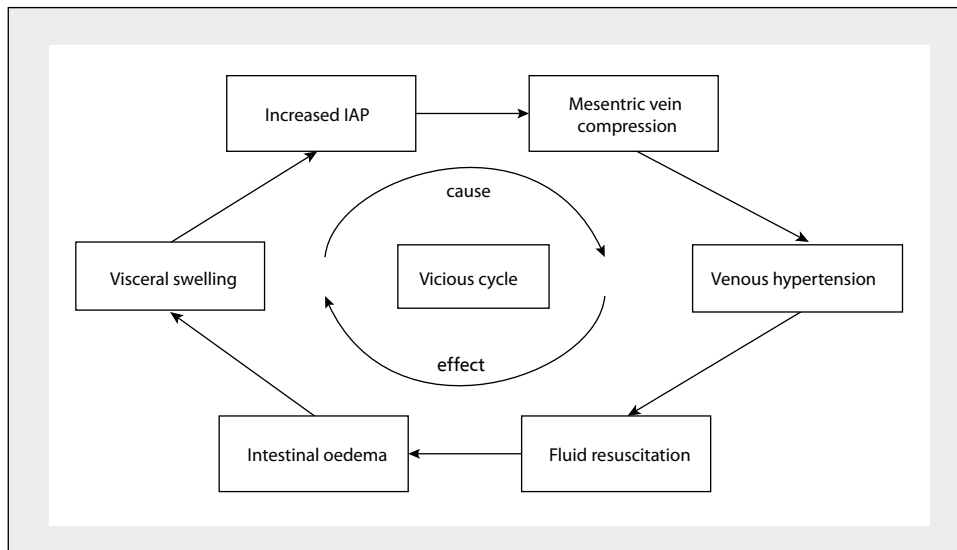 Increased IAP
Mesentric vein
compression
cause
Visceral swelling
Vicious cycle
Venous hypertension
effect
Intestinal oedema
Fluid resuscitation